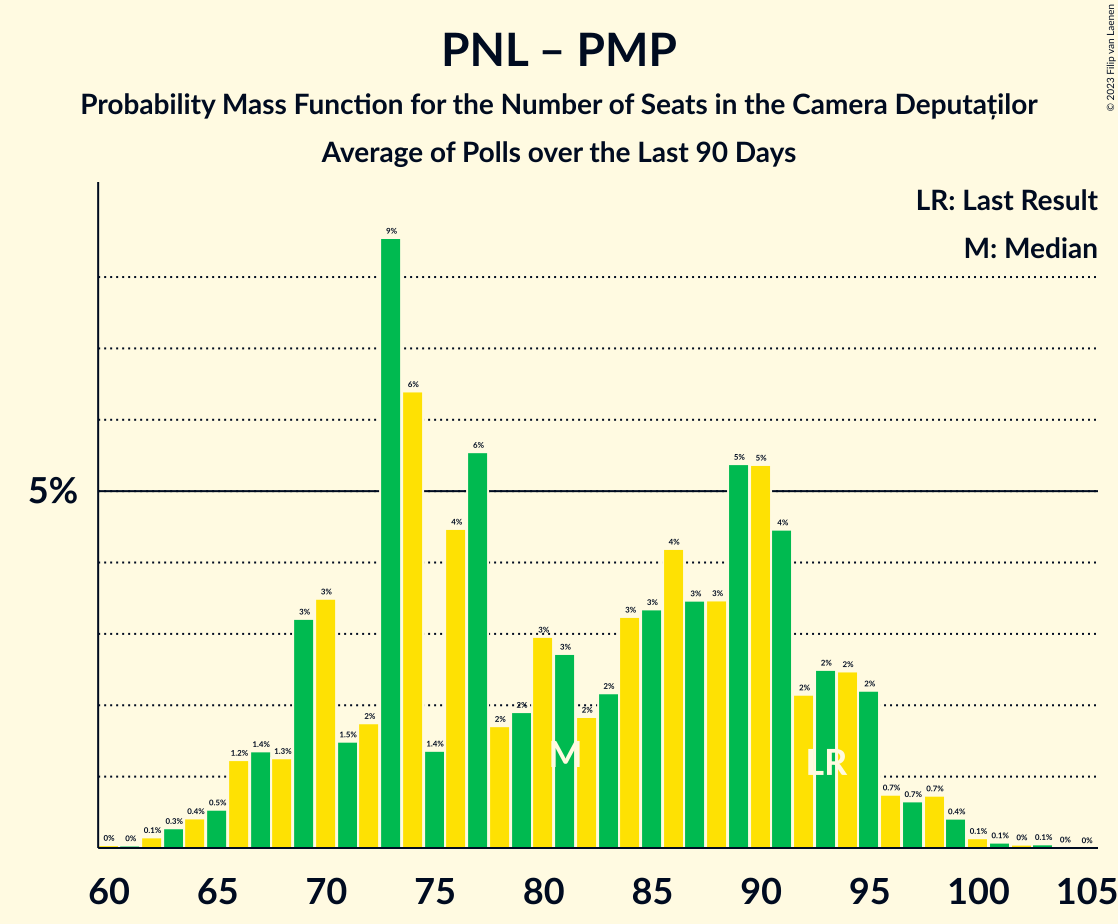 PNL – PMP
Probability Mass Function for the Number of Seats in the Camera Deputaților
Average of Polls over the Last 90 Days
© 2023 Filip van Laenen
LR: Last Result
M: Median
5%
0% 0% 0.1% 0.3% 0.4% 0.5% 1.2% 1.4% 1.3% 3% 3% 1.5% 2% 9% 6% 1.4% 4% 6% 2% 2% 3% 3% 2% 2% 3% 3% 4% 3% 3% 5% 5% 4% 2% 2% 2% 2% 0.7% 0.7% 0.7% 0.4% 0.1% 0.1% 0% 0.1% 0% 0%
M LR
60 65 70 75 80 85 90 95 100 105